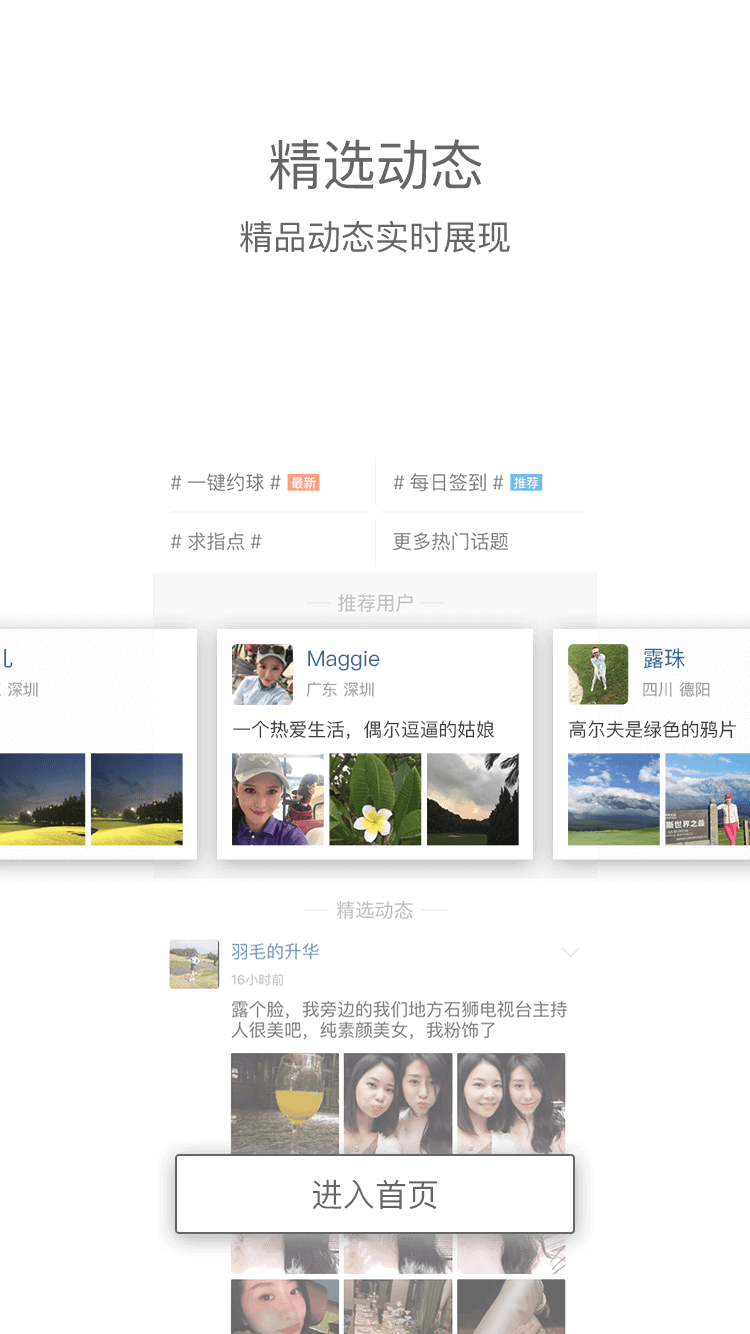 精选动态
精品动态实时展现
# 一键约球 # 最新
# 每日签到 # 推荐
# 求指点 #
更多热门话题
推荐用户
儿
深圳
Maggie
广东 深圳
一个热爱生活，偶尔逗逼的姑娘
露珠
四川 德阳
高尔夫是绿色的鸦片
斯世界之最
精选动态
羽毛的升华
16小时前
露个脸，我旁边的我们地方石狮电视台主持
人很美吧，纯素颜美女，我粉饰了
进入首页